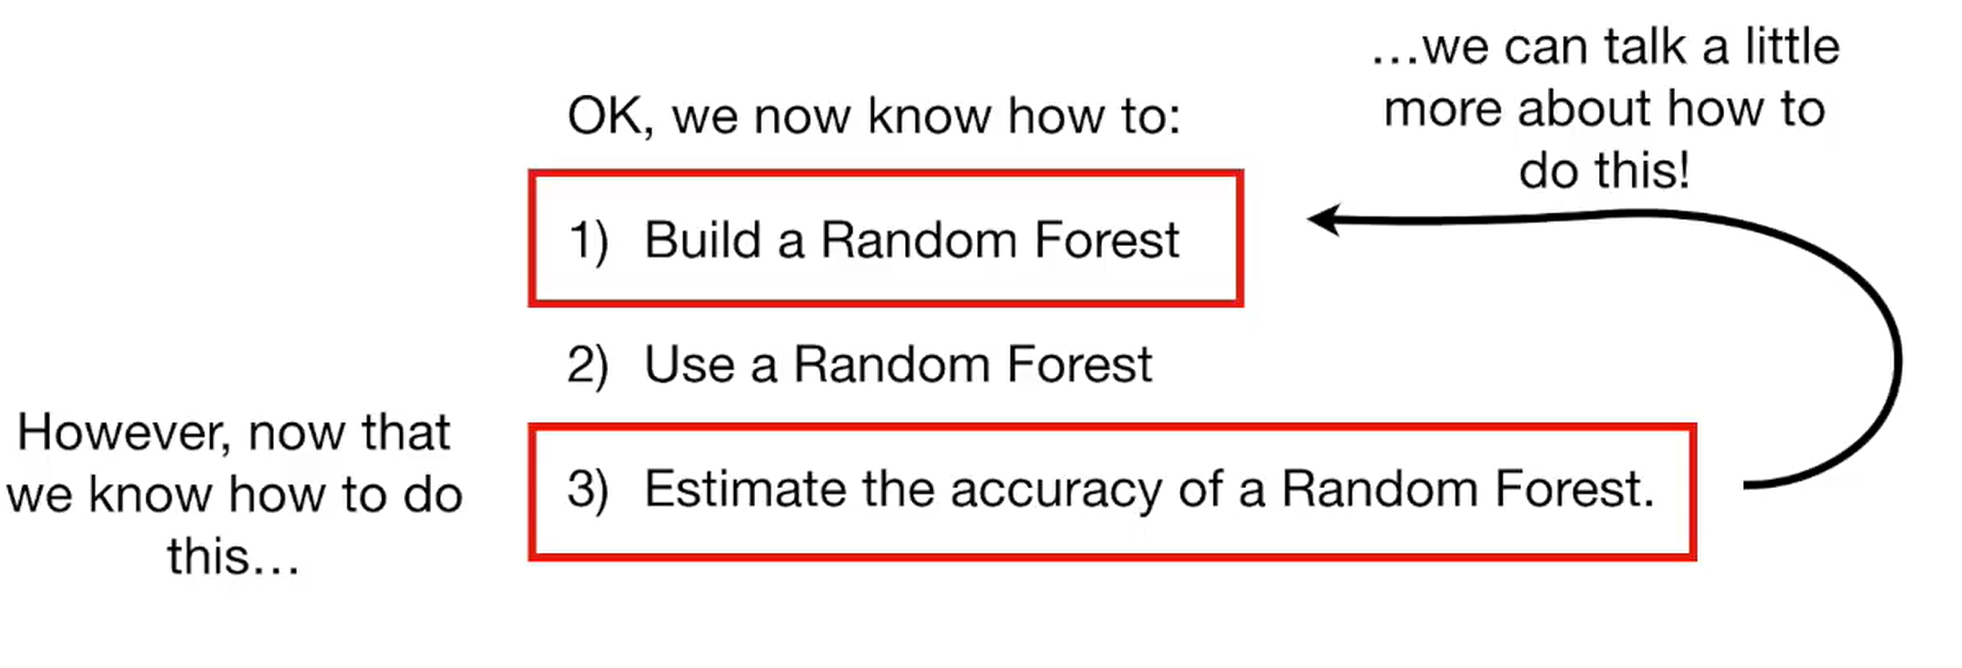 OK, we now know how to:
1) Build a Random Forest
2) Use a Random Forest
However, now that
we know how to do
this…
3) Estimate the accuracy of a Random Forest.
…we can talk a little
more about how to
do this!